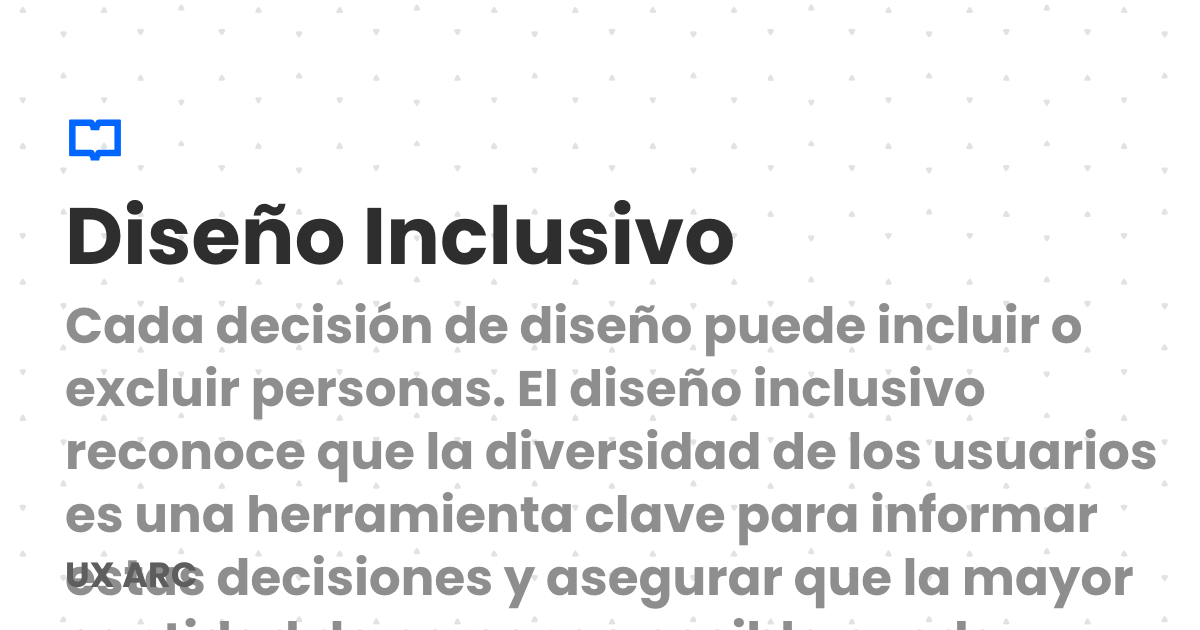 Diseño Inclusivo
Cada decisión de diseño puede incluir o
excluir personas. El diseño inclusivo
reconoce que la diversidad de los usuarios
es una herramienta clave para informar
estas decisiones y asegurar que la mayor
UX ARC